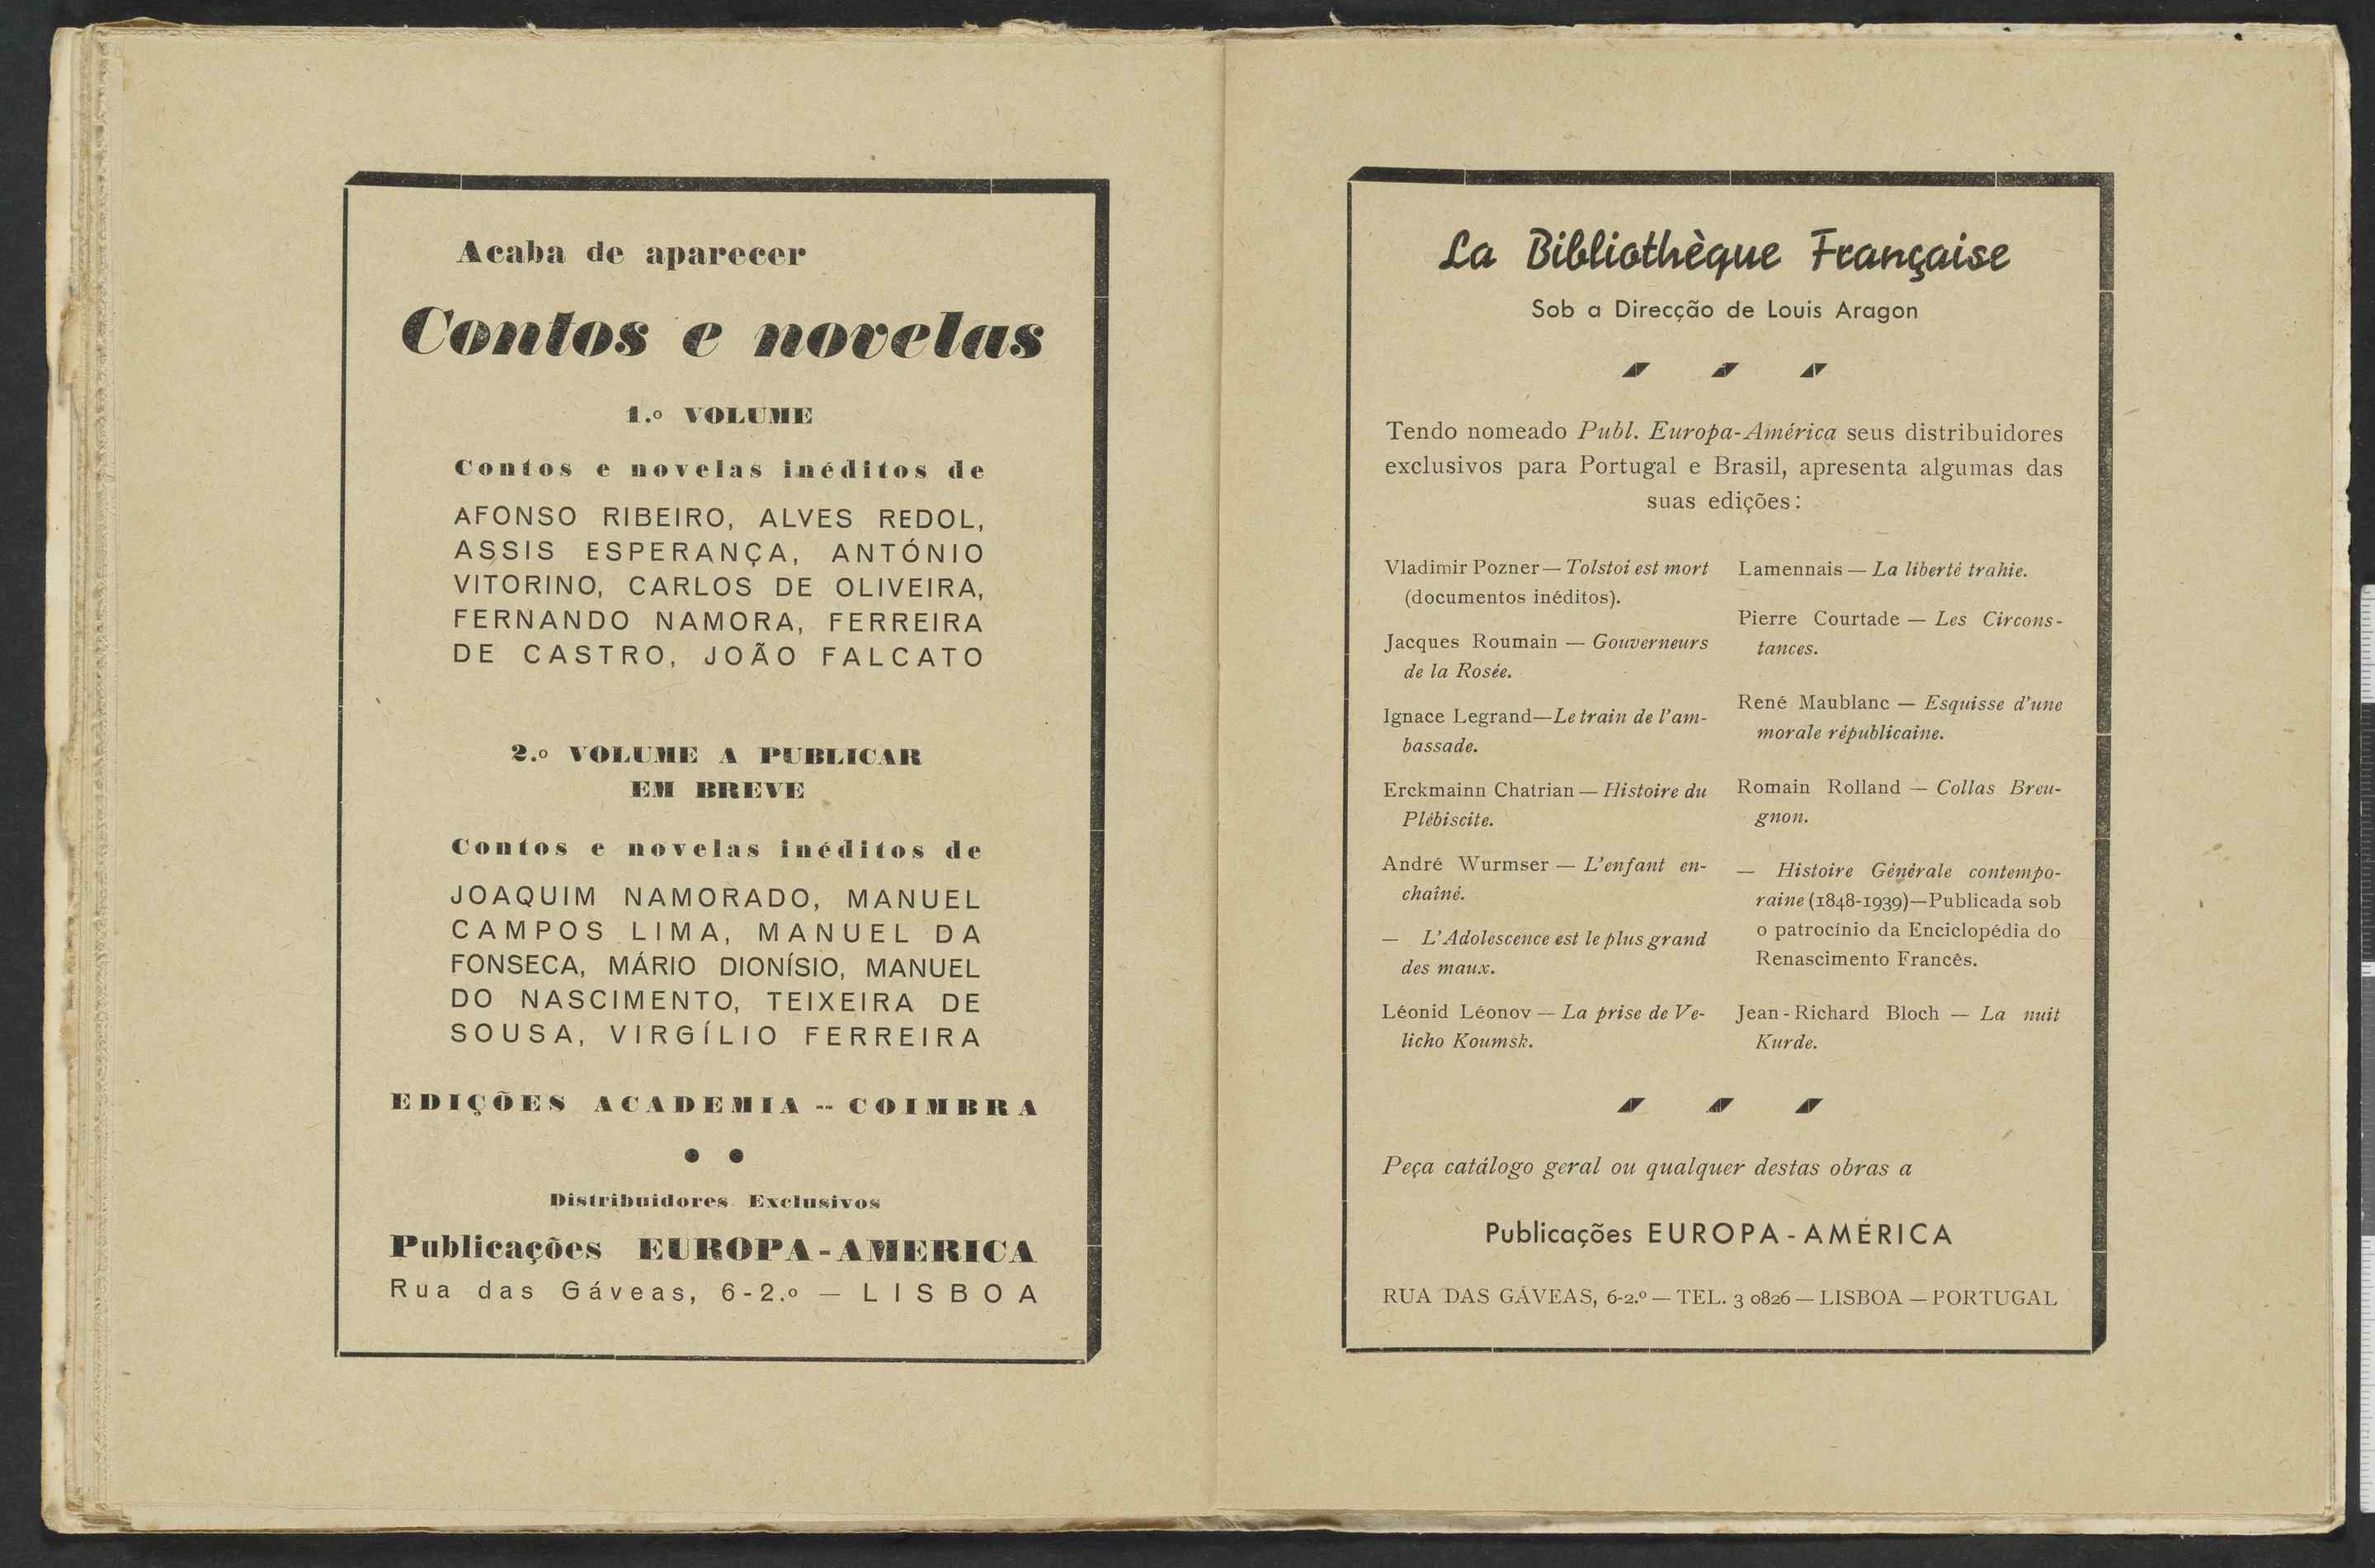 Acaba de aparecer
Contos e novelas
1.º VOLUME
Contos e novelas inéditos de
AFONSO RIBEIRO, ALVES REDOL,
ASSIS ESPERANÇA, ANTÓNIO
VITORINO, CARLOS DE OLIVEIRA,
FERNANDO NAMORA, FERREIRA
DE CASTRO, JOÃO FALCATO
2.º VOLUME A PUBLICAR
EM BREVE
Contos e novelas inéditos de
JOAQUIM NAMORADO, MANUEL
CAMPOS LIMA, MANUEL DA
FONSECA, MÁRIO DIONÍSIO, MANUEL
DO NASCIMENTO, TEIXEIRA DE
SOUSA, VIRGÍLIO FERREIRA
EDIÇÕES ACADEMIA -- COIMBRA
Distribuidores Exclusivos
Publicações EUROPA-AMERICA
Rua das Gáveas, 6-2.º — LISBOA
La Bibliothèque Française
Sob a Direcção de Louis Aragon
Tendo nomeado Publ. Europa-América seus distribuidores
exclusivos para Portugal e Brasil, apresenta algumas das
suas edições:
Vladimir Pozner — Tolstoi est mort
(documentos inéditos).
Jacques Roumain — Gouverneurs
de la Rosée.
Ignace Legrand—Le train de l'am-
bassade.
Erckmainn Chatrian — Histoire du
Plébiscite.
André Wurmser — L'enfant en-
chaîné.
— L'Adolescence est le plus grand
des maux.
Léonid Léonov — La prise de Ve-
licho Koumsk.
Lamennais — La liberté trahie.
Pierre Courtade — Les Circons-
tances.
René Maublanc — Esquisse d'une
morale républicaine.
Romain Rolland — Collas Breu-
gnon.
— Histoire Générale contempo-
raine (1848-1939)—Publicada sob
o patrocínio da Enciclopédia do
Renascimento Francês.
Jean-Richard Bloch — La nuit
Kurde.
Peça catálogo geral ou qualquer destas obras a
Publicações EUROPA-AMÉRICA
RUA DAS GÁVEAS, 6-2.º — TEL. 3 0826 — LISBOA — PORTUGAL